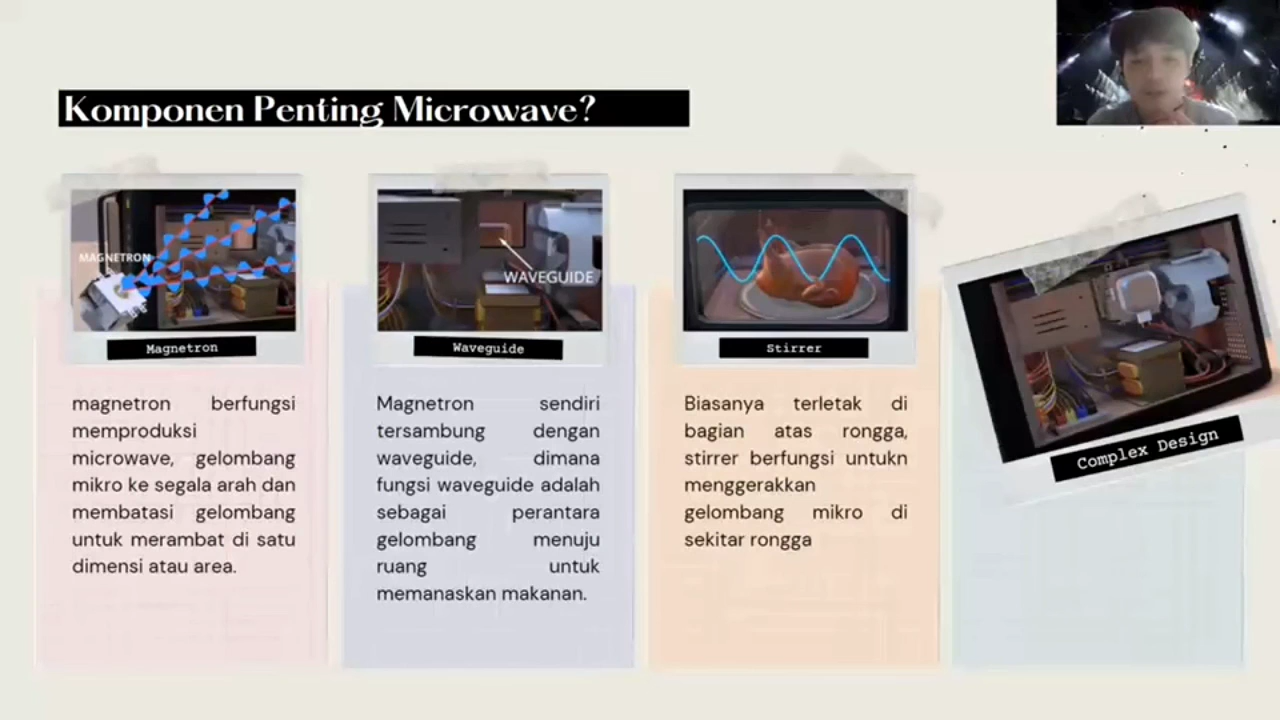 Komponen Penting Microwave?
MAGNETRON
Magnetron
magnetron berfungsi
memproduksi
microwave, gelombang
mikro ke segala arah dan
membatasi gelombang
untuk merambat di satu
dimensi atau area.
WAVEGUIDE
Waveguide
Magnetron sendiri
tersambung dengan
waveguide, dimana
fungsi waveguide adalah
sebagai perantara
gelombang menuju
ruang untuk
memanaskan makanan.
Stirrer
Biasanya terletak di
bagian atas rongga,
stirrer berfungsi untukn
menggerakkan
gelombang mikro di
sekitar rongga
Complex Design